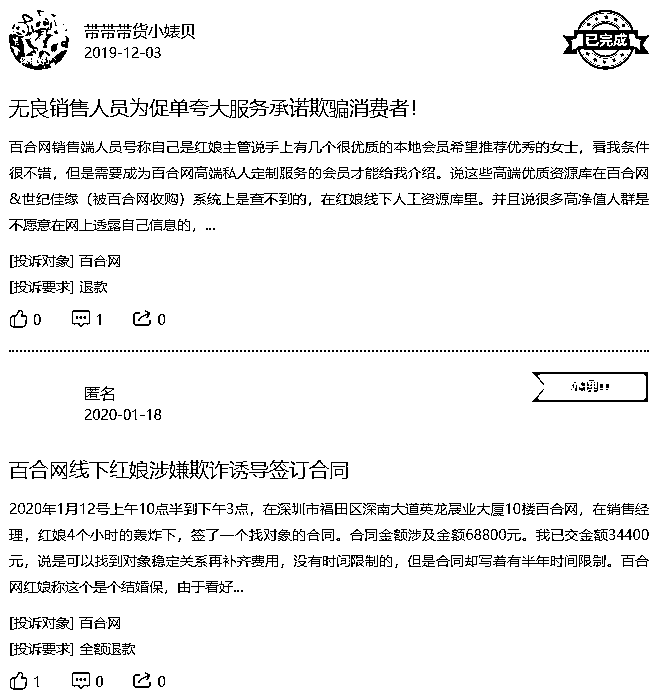 带带带货小婊贝
2019-12-03
已完成
无良销售人员为促单夸大服务承诺欺骗消费者！
百合网销售端人员号称自己是红娘主管说手上有几个很优质的本地会员希望推荐优秀的女士，看我条件
很不错，但是需要成为百合网高端私人定制服务的会员才能给我介绍。说这些高端优质资源库在百合网
&世纪佳缘（被百合网收购）系统上是查不到的，在红娘线下人工资源库里。并且说很多高净值人群是
不愿意在网上透露自己信息的，...
[投诉对象] 百合网
[投诉要求] 退款
0 1 0
匿名
2020-01-18
百合网线下红娘涉嫌欺诈诱导签订合同
2020年1月12号上午10点半到下午3点，在深圳市福田区深南大道英龙展业大厦10楼百合网，在销售经
理，红娘4个小时的轰炸下，签了一个找对象的合同。合同金额涉及金额68800元。我已交金额34400
元，说是可以找到对象稳定关系再补齐费用，没有时间限制的，但是合同却写着有半年时间限制。百合
网红娘称这个是个结婚保，由于看好...
[投诉对象] 百合网
[投诉要求] 全额退款
1 0 0